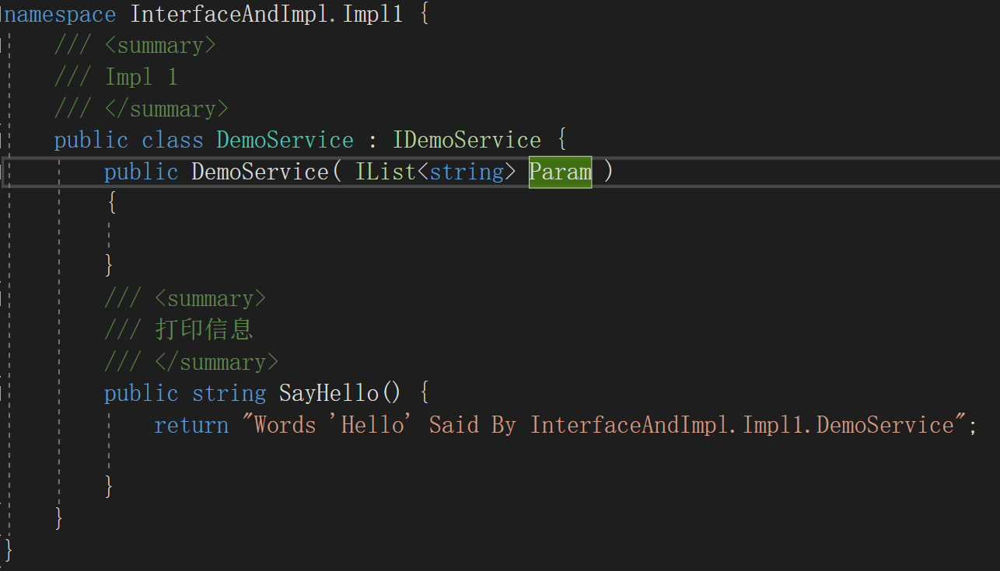 namespace InterfaceAndImpl.Impl1 {
/// <summary>
/// Impl 1
/// </summary>
public class DemoService : IDemoService {
public DemoService( IList<string> Param )
{
}
/// <summary>
/// 打印信息
/// </summary>
public string SayHello() {
return "Words 'Hello' Said By InterfaceAndImpl.Impl1.DemoService";
}
}
}